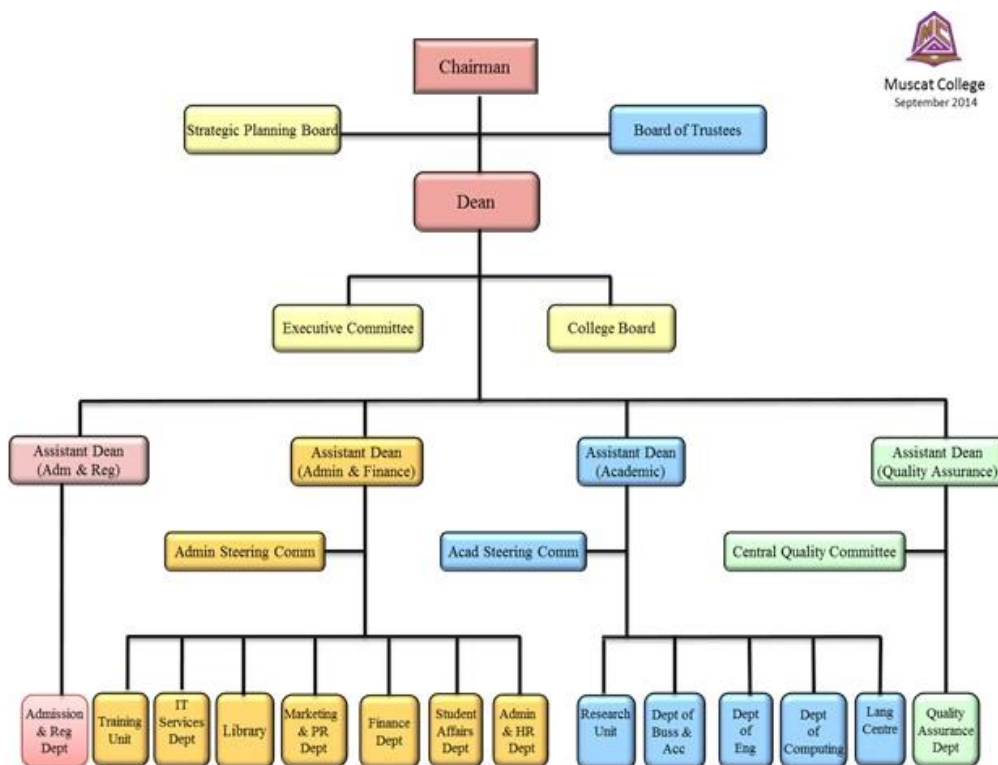 Chairman
Muscat College
September 2014
Strategic Planning Board
Board of Trustees
Dean
Executive Committee
College Board
Assistant Dean
(Adm & Reg)
Assistant Dean
(Admin & Finance)
Assistant Dean
(Academic)
Assistant Dean
(Quality Assurance)
Admin Steering Comm
Acad Steering Comm
Central Quality Committee
Admission
& Reg
Dept
Training
Unit
IT
Services
Dept
Library
Marketing
& PR
Dept
Finance
Dept
Student
Affairs
Dept
Admin
& HR
Dept
Research
Unit
Dept of
Buss &
Acc
Dept
of
Eng
Dept
of
Computing
Lang
Centre
Quality
Assurance
Dept